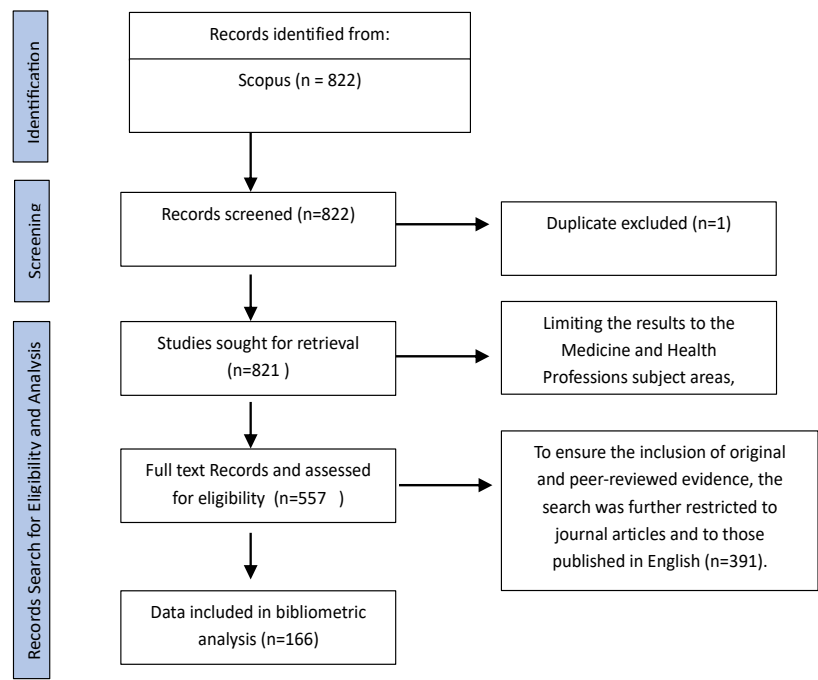 Identification
Records identified from:
Scopus (n = 822)
Screening
Records screened (n=822)
Duplicate excluded (n=1)
Records Search for Eligibility and Analysis
Studies sought for retrieval
(n=821 )
Limiting the results to the
Medicine and Health
Professions subject areas,
Full text Records and assessed
for eligibility (n=557 )
To ensure the inclusion of original
and peer-reviewed evidence, the
search was further restricted to
journal articles and to those
published in English (n=391).
Data included in bibliometric
analysis (n=166)